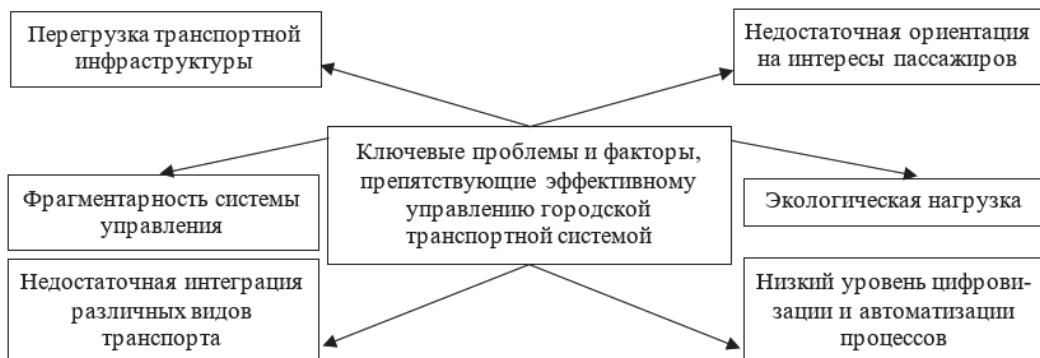 Перегрузка транспортной
инфраструктуры
Недостаточная ориентация
на интересы пассажиров
Ключевые проблемы и факторы,
препятствующие эффективному
управлению городской
транспортной системой
Фрагментарность системы
управления
Экологическая нагрузка
Недостаточная интеграция
различных видов
транспорта
Низкий уровень цифрови-
зации и автоматизации
процессов